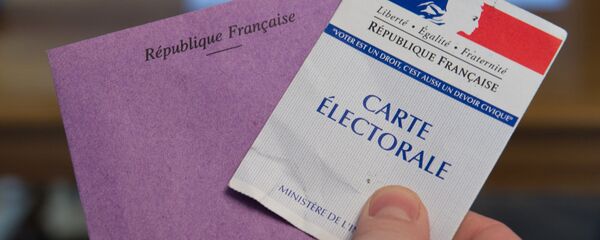 République Française
Liberté • Égalité • Fraternité
RÉPUBLIQUE FRANÇAISE
"VOTER EST UN DROIT, C'EST AUSSI UN DEVOIR CIVIQUE"
CARTE
ÉLECTORALE
MINISTÈRE DE